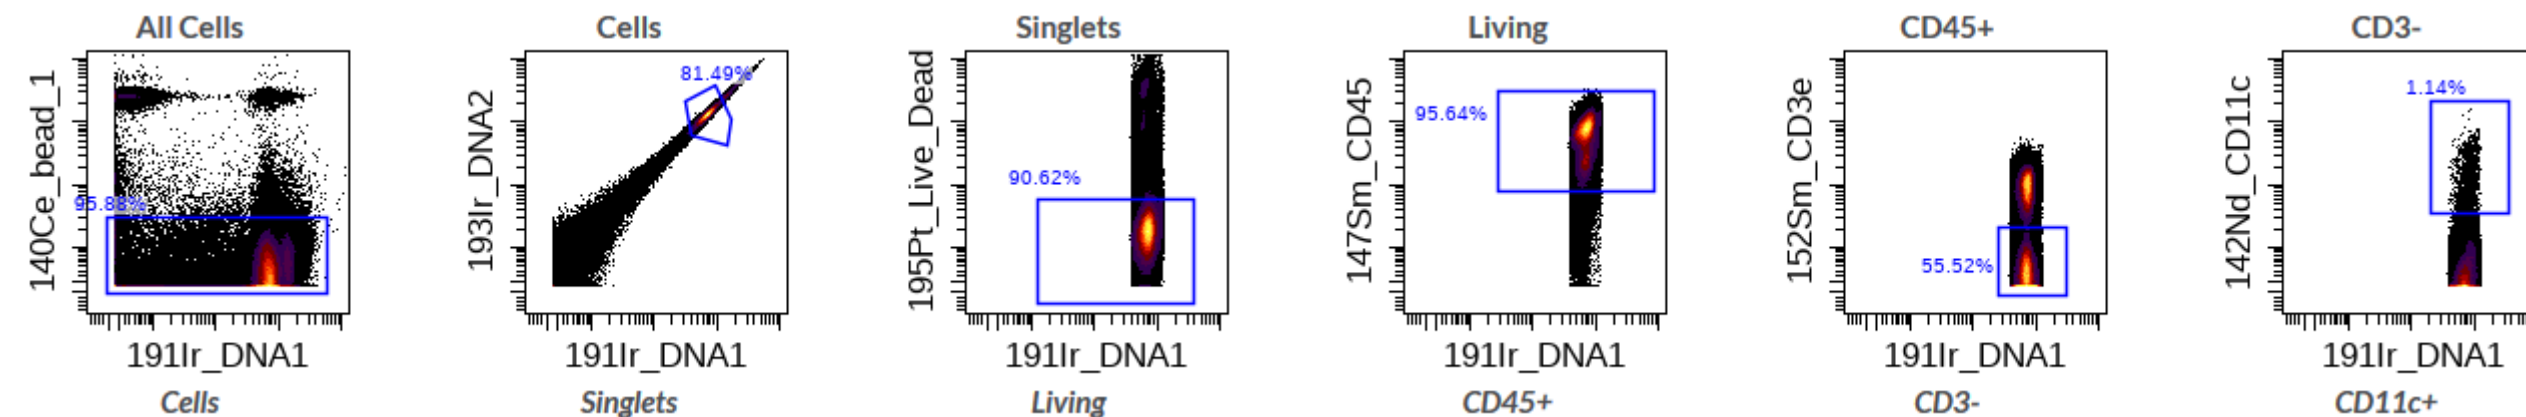 All Cells
Cells
Singlets
Living
CD45+
CD3-
140Ce_bead_1
95.88%
193Ir_DNA2
81.49%
195Pt_Live_Dead
90.62%
147Sm_CD45
95.64%
152Sm_CD3e
55.52%
142Nd_CD11c
1.14%
191Ir_DNA1
191Ir_DNA1
191Ir_DNA1
191Ir_DNA1
191Ir_DNA1
191Ir_DNA1
Cells
Singlets
Living
CD45+
CD3-
CD11c+